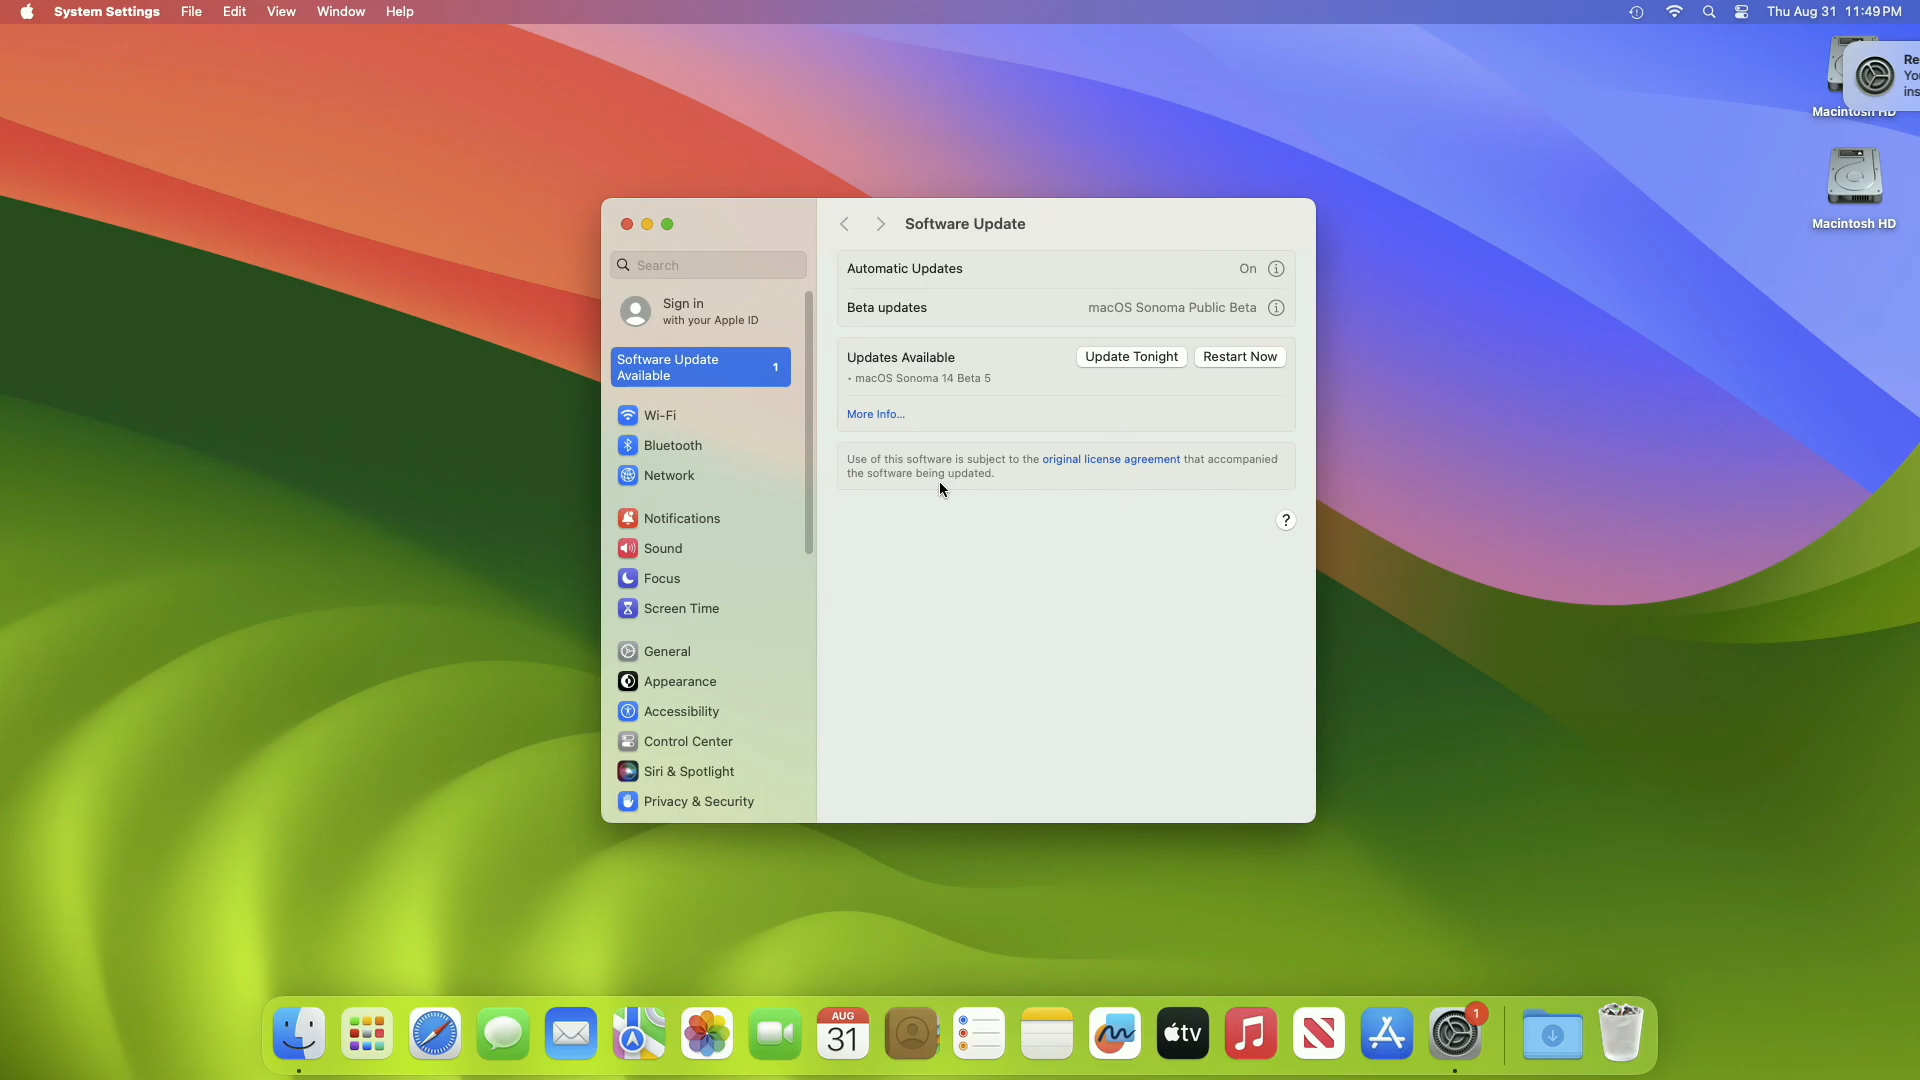 System Settings File Edit View Window Help
Thu Aug 31 11:49 PM
Re
You
ins
Macintosh HD
Macintosh HD
Software Update
Search
Sign in
with your Apple ID
Software Update
Available
1
Wi-Fi
Bluetooth
Network
Notifications
Sound
Focus
Screen Time
General
Appearance
Accessibility
Control Center
Siri & Spotlight
Privacy & Security
Automatic Updates On
Beta updates macOS Sonoma Public Beta
Updates Available Update Tonight Restart Now
• macOS Sonoma 14 Beta 5
More Info...
Use of this software is subject to the original license agreement that accompanied
the software being updated.
?
AUG
31
tv
1